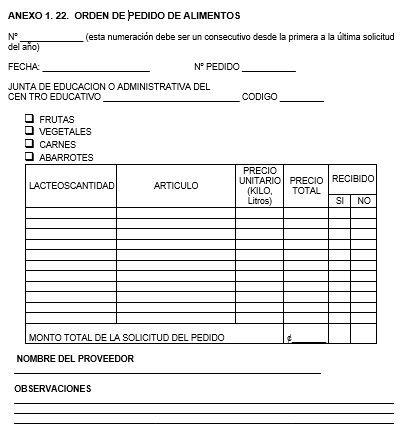 ANEXO 1. 22. ORDEN DE PEDIDO DE ALIMENTOS
Nº ____________ (esta numeración debe ser un consecutivo desde la primera a la última solicitud
del año)
FECHA: ____________________ Nº PEDIDO __________
JUNTA DE EDUCACION O ADMINISTRATIVA DEL
CEN TRO EDUCATIVO _________________________ CODIGO ________
❑ FRUTAS
❑ VEGETALES
❑ CARNES
❑ ABARROTES
LACTEOSCANTIDAD ARTICULO PRECIO UNITARIO (KILO, Litros) PRECIO TOTAL RECIBIDO
SI NO
MONTO TOTAL DE LA SOLICITUD DEL PEDIDO ¢_______
NOMBRE DEL PROVEEDOR
OBSERVACIONES